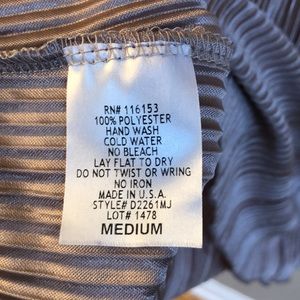 RN# 116153
100% POLYESTER
HAND WASH
COLD WATER
NO BLEACH
LAY FLAT TO DRY
DO NOT TWIST OR WRING
NO IRON
MADE IN U.S.A.
STYLE# D2261MJ
LOT# 1478
MEDIUM